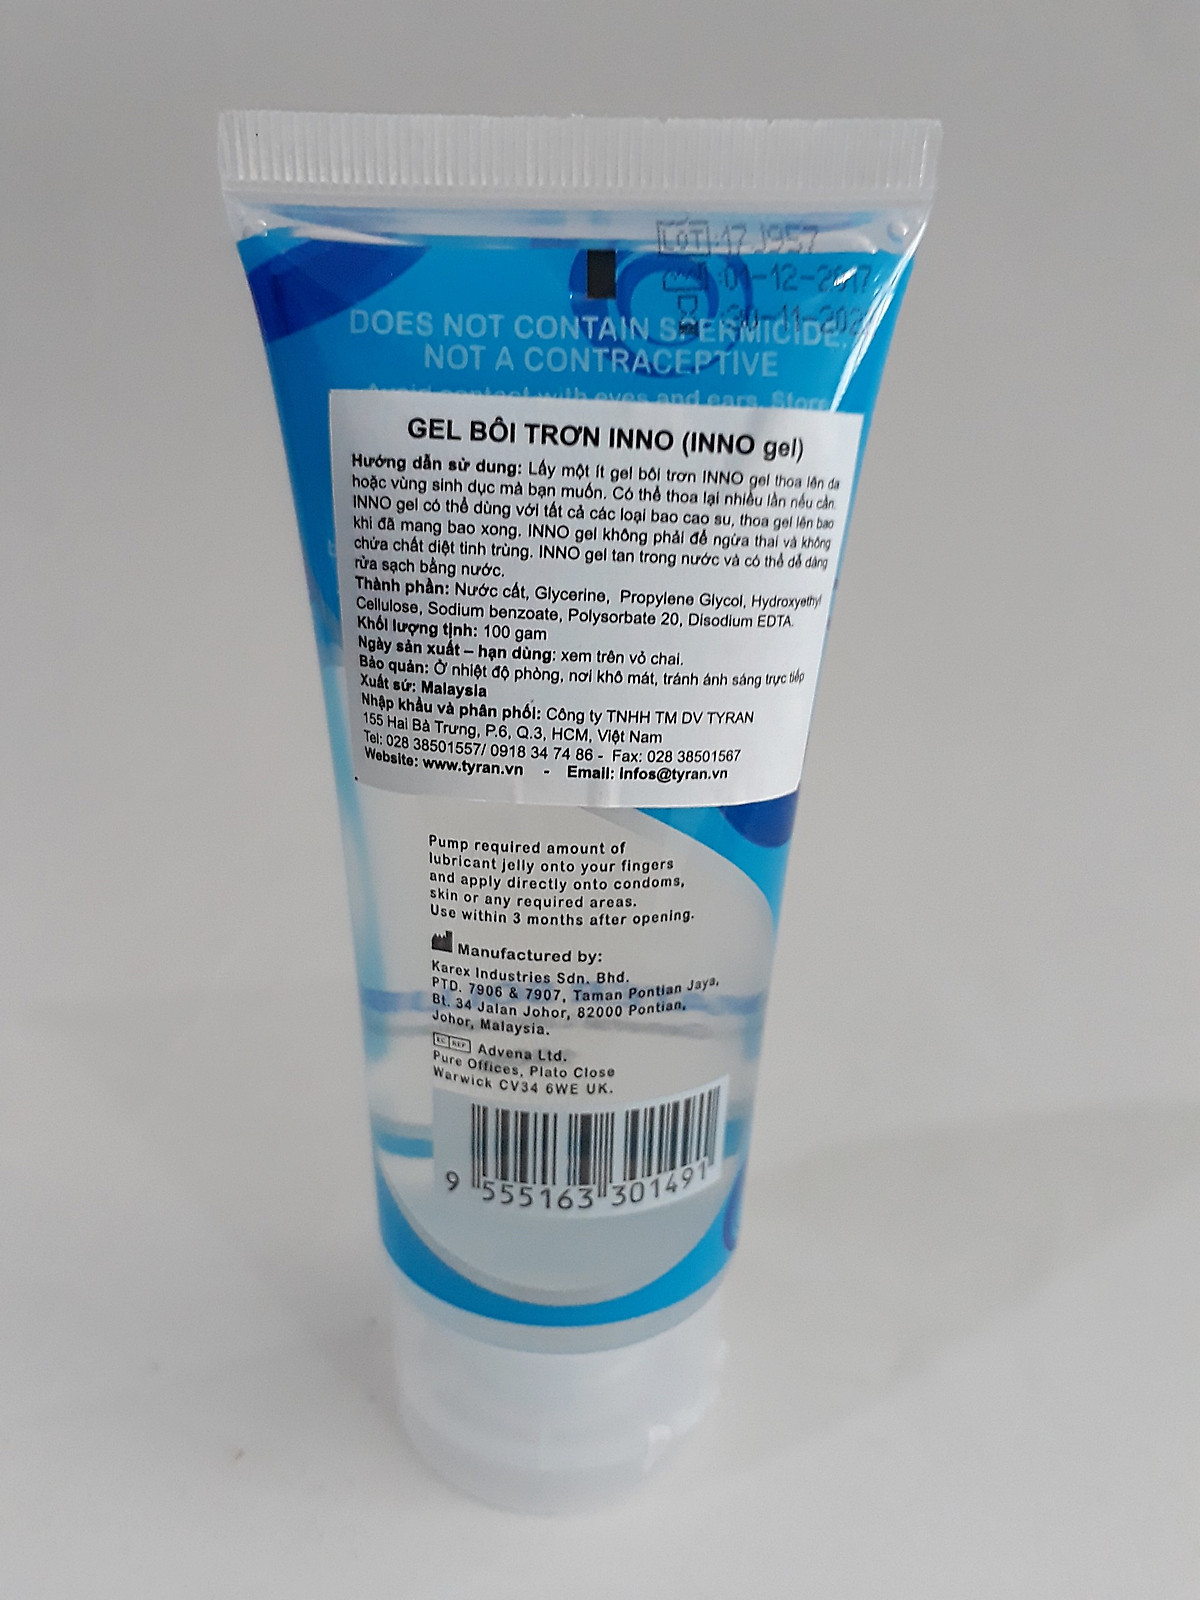 LOT :17J957
:01-12-2017
DOES NOT CONTAIN SPERMICIDE,
NOT A CONTRACEPTIVE
Avoid contact with eyes and ears. Store
GEL BÔI TRƠN INNO (INNO gel)
Hướng dẫn sử dung: Lấy một ít gel bôi trơn INNO gel thoa lên da
hoặc vùng sinh dục mà bạn muốn. Có thể thoa lại nhiều lần nếu cần.
INNO gel có thể dùng với tất cả các loại bao cao su, thoa gel lên bao
khi đã mang bao xong. INNO gel không phải để ngừa thai và không
chứa chất diệt tinh trùng. INNO gel tan trong nước và có thể dễ dàng
rửa sạch bằng nước.
Thành phần: Nước cất, Glycerine, Propylene Glycol, Hydroxyethyl
Cellulose, Sodium benzoate, Polysorbate 20, Disodium EDTA.
Khối lượng tịnh: 100 gam
Ngày sản xuất – hạn dùng: xem trên vỏ chai.
Bảo quản: Ở nhiệt độ phòng, nơi khô mát, tránh ánh sáng trực tiếp
Xuất sứ: Malaysia
Nhập khẩu và phân phối: Công ty TNHH TM DV TYRAN
155 Hai Bà Trưng, P.6, Q.3, HCM, Việt Nam
Tel: 028 38501557/ 0918 34 74 86 - Fax: 028 38501567
Website: www.tyran.vn - Email: infos@tyran.vn
Pump required amount of
lubricant jelly onto your fingers
and apply directly onto condoms,
skin or any required areas.
Use within 3 months after opening.
Manufactured by:
Karex Industries Sdn. Bhd.
PTD. 7906 & 7907, Taman Pontian Jaya,
Bt. 34 Jalan Johor, 82000 Pontian,
Johor, Malaysia.
EC REP Advena Ltd.
Pure Offices, Plato Close
Warwick CV34 6WE UK.
9 555163 301491